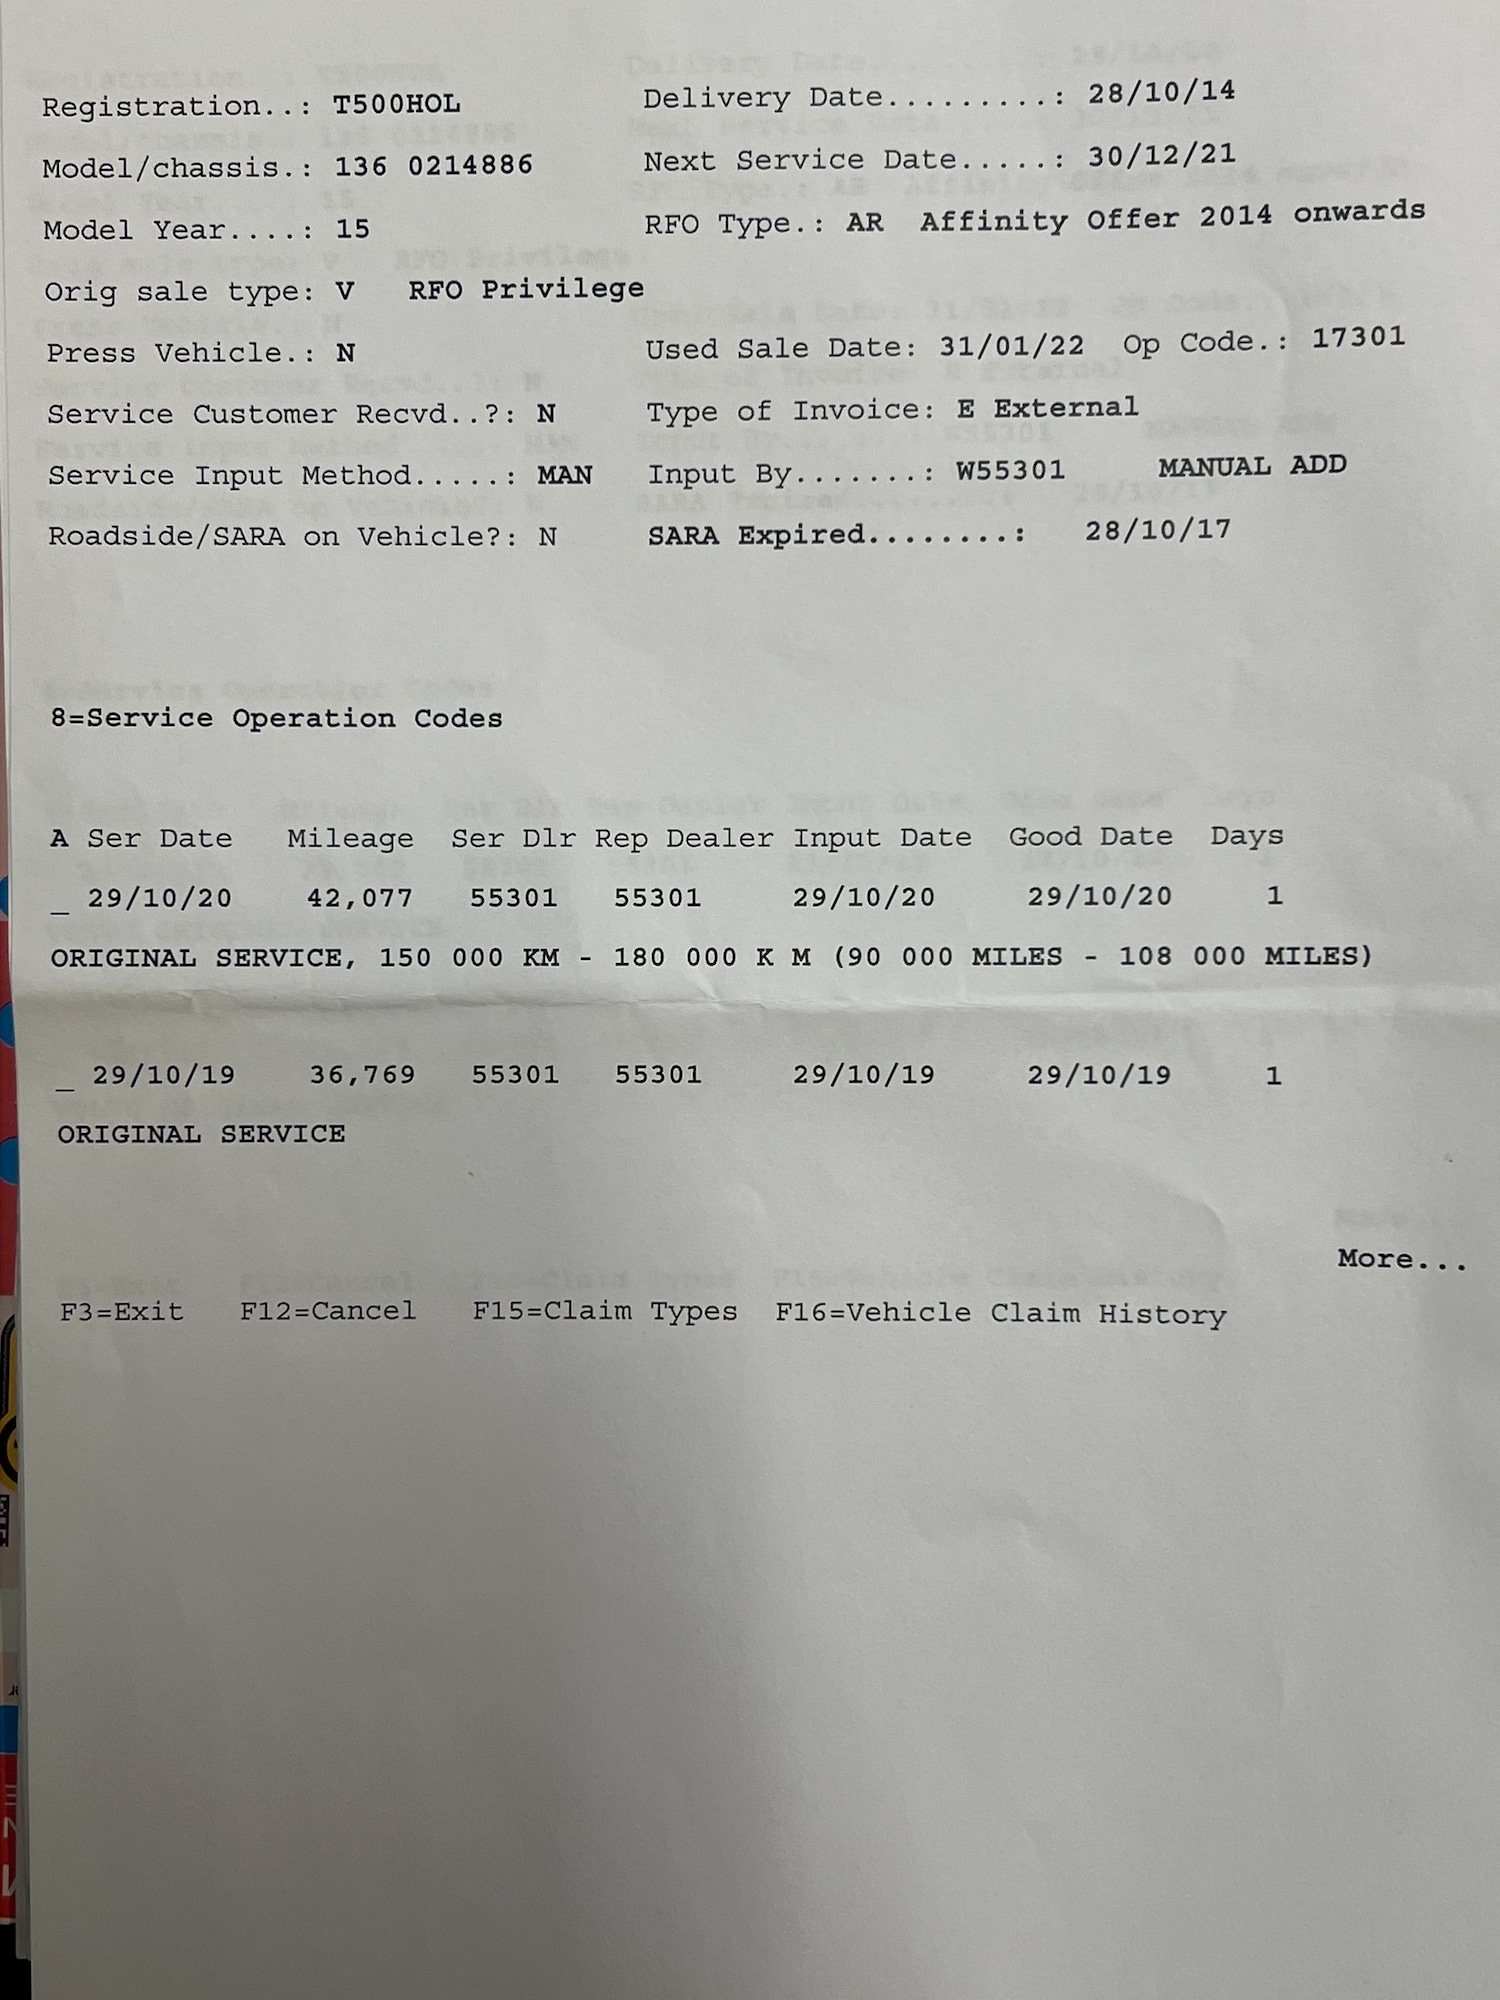 Registration..: T500HOL Delivery Date.........: 28/10/14
Model/chassis.: 136 0214886 Next Service Date.....: 30/12/21
Model Year....: 15 RFO Type.: AR Affinity Offer 2014 onwards
Orig sale type: V RFO Privilege
Press Vehicle.: N Used Sale Date: 31/01/22 Op Code.: 17301
Service Customer Recvd..?: N Type of Invoice: E External
Service Input Method.....: MAN Input By.......: W55301 MANUAL ADD
Roadside/SARA on Vehicle?: N SARA Expired........: 28/10/17
8=Service Operation Codes
A Ser Date Mileage Ser Dlr Rep Dealer Input Date Good Date Days
_ 29/10/20 42,077 55301 55301 29/10/20 29/10/20 1
ORIGINAL SERVICE, 150 000 KM - 180 000 K M (90 000 MILES - 108 000 MILES)
_ 29/10/19 36,769 55301 55301 29/10/19 29/10/19 1
ORIGINAL SERVICE
More...
F3=Exit F12=Cancel F15=Claim Types F16=Vehicle Claim History